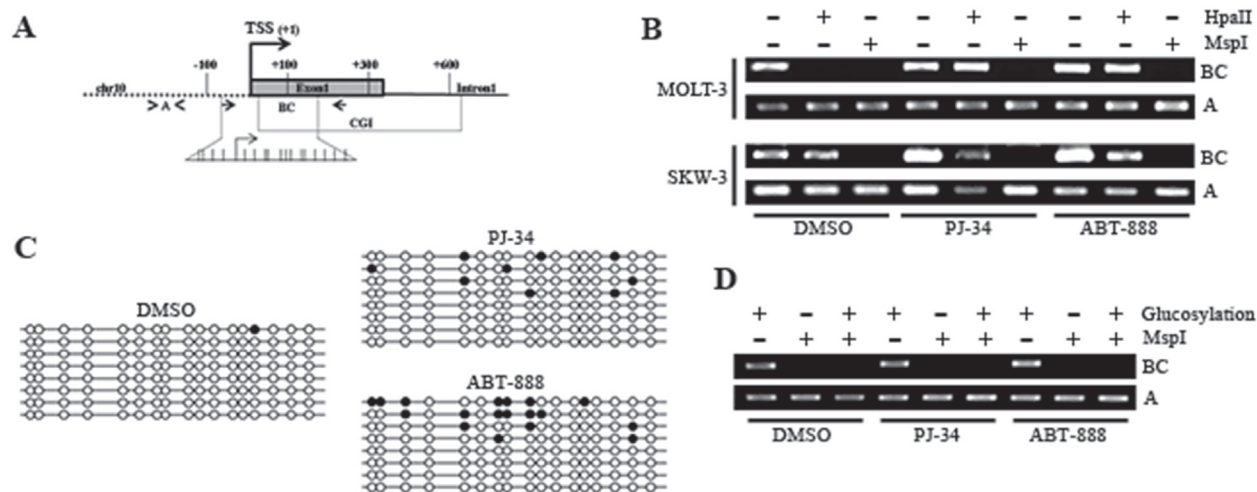 A
TSS (+1)
-100 +100 +300 +600
chr10 Exon1 Intron1
> A < BC
CGI
B
- + - - + - - + - HpaII
- - + - - + - - + MspI
MOLT-3
BC
A
SKW-3
BC
A
DMSO PJ-34 ABT-888
C
DMSO
PJ-34
ABT-888
D
+ - + + - + + - + Glucosylation
- + + - + + - + + MspI
BC
A
DMSO PJ-34 ABT-888